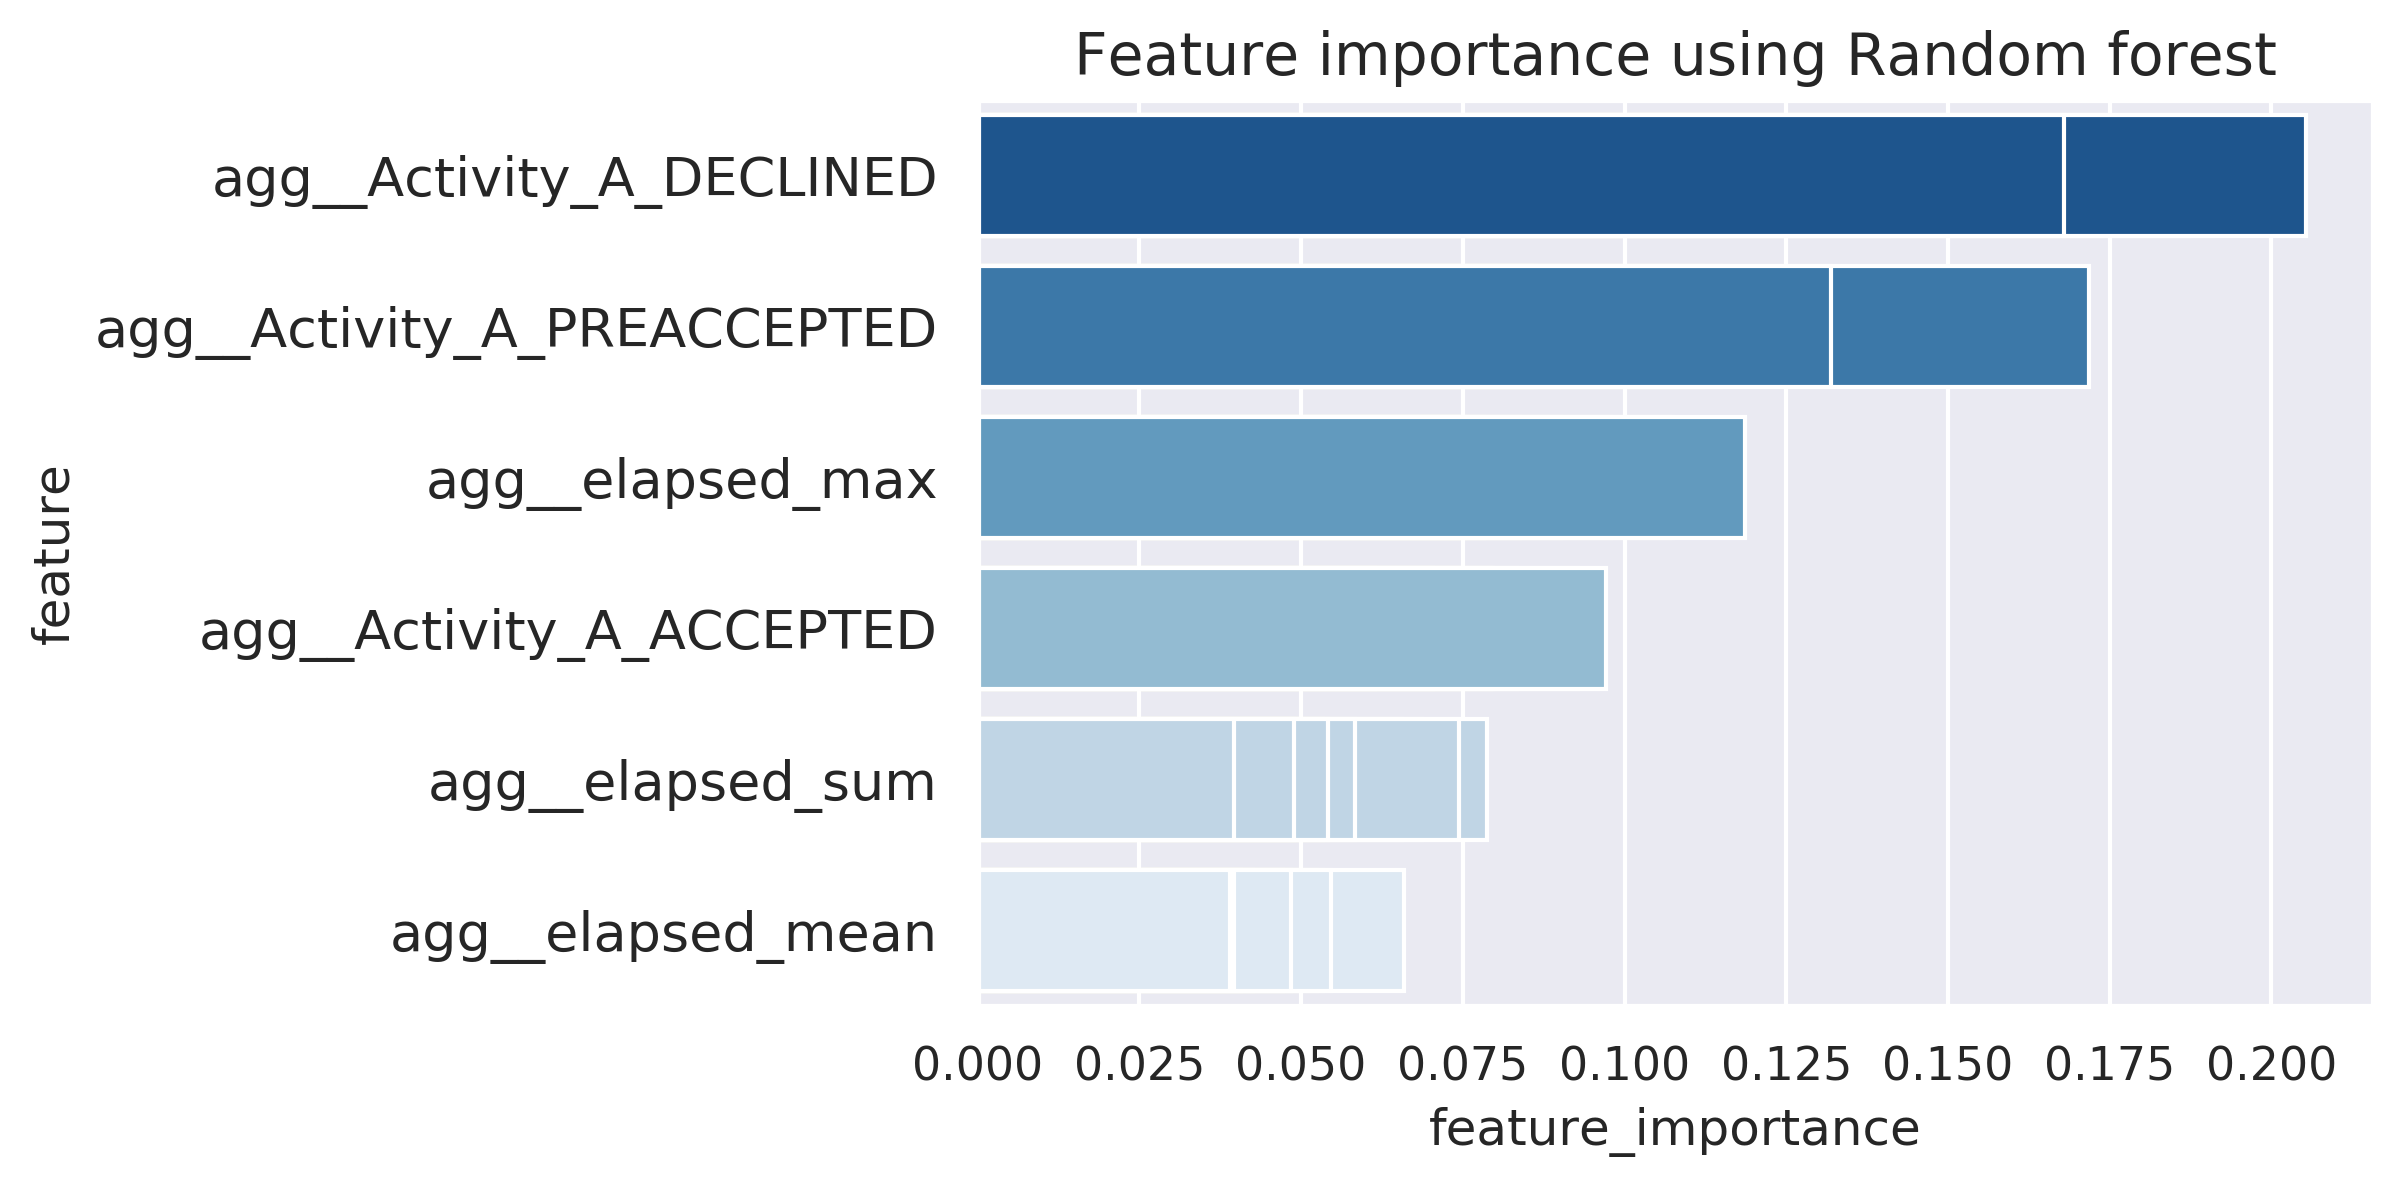 Feature importance using Random forest
feature
agg__Activity_A_DECLINED
agg__Activity_A_PREACCEPTED
agg__elapsed_max
agg__Activity_A_ACCEPTED
agg__elapsed_sum
agg__elapsed_mean
0.000 0.025 0.050 0.075 0.100 0.125 0.150 0.175 0.200
feature_importance